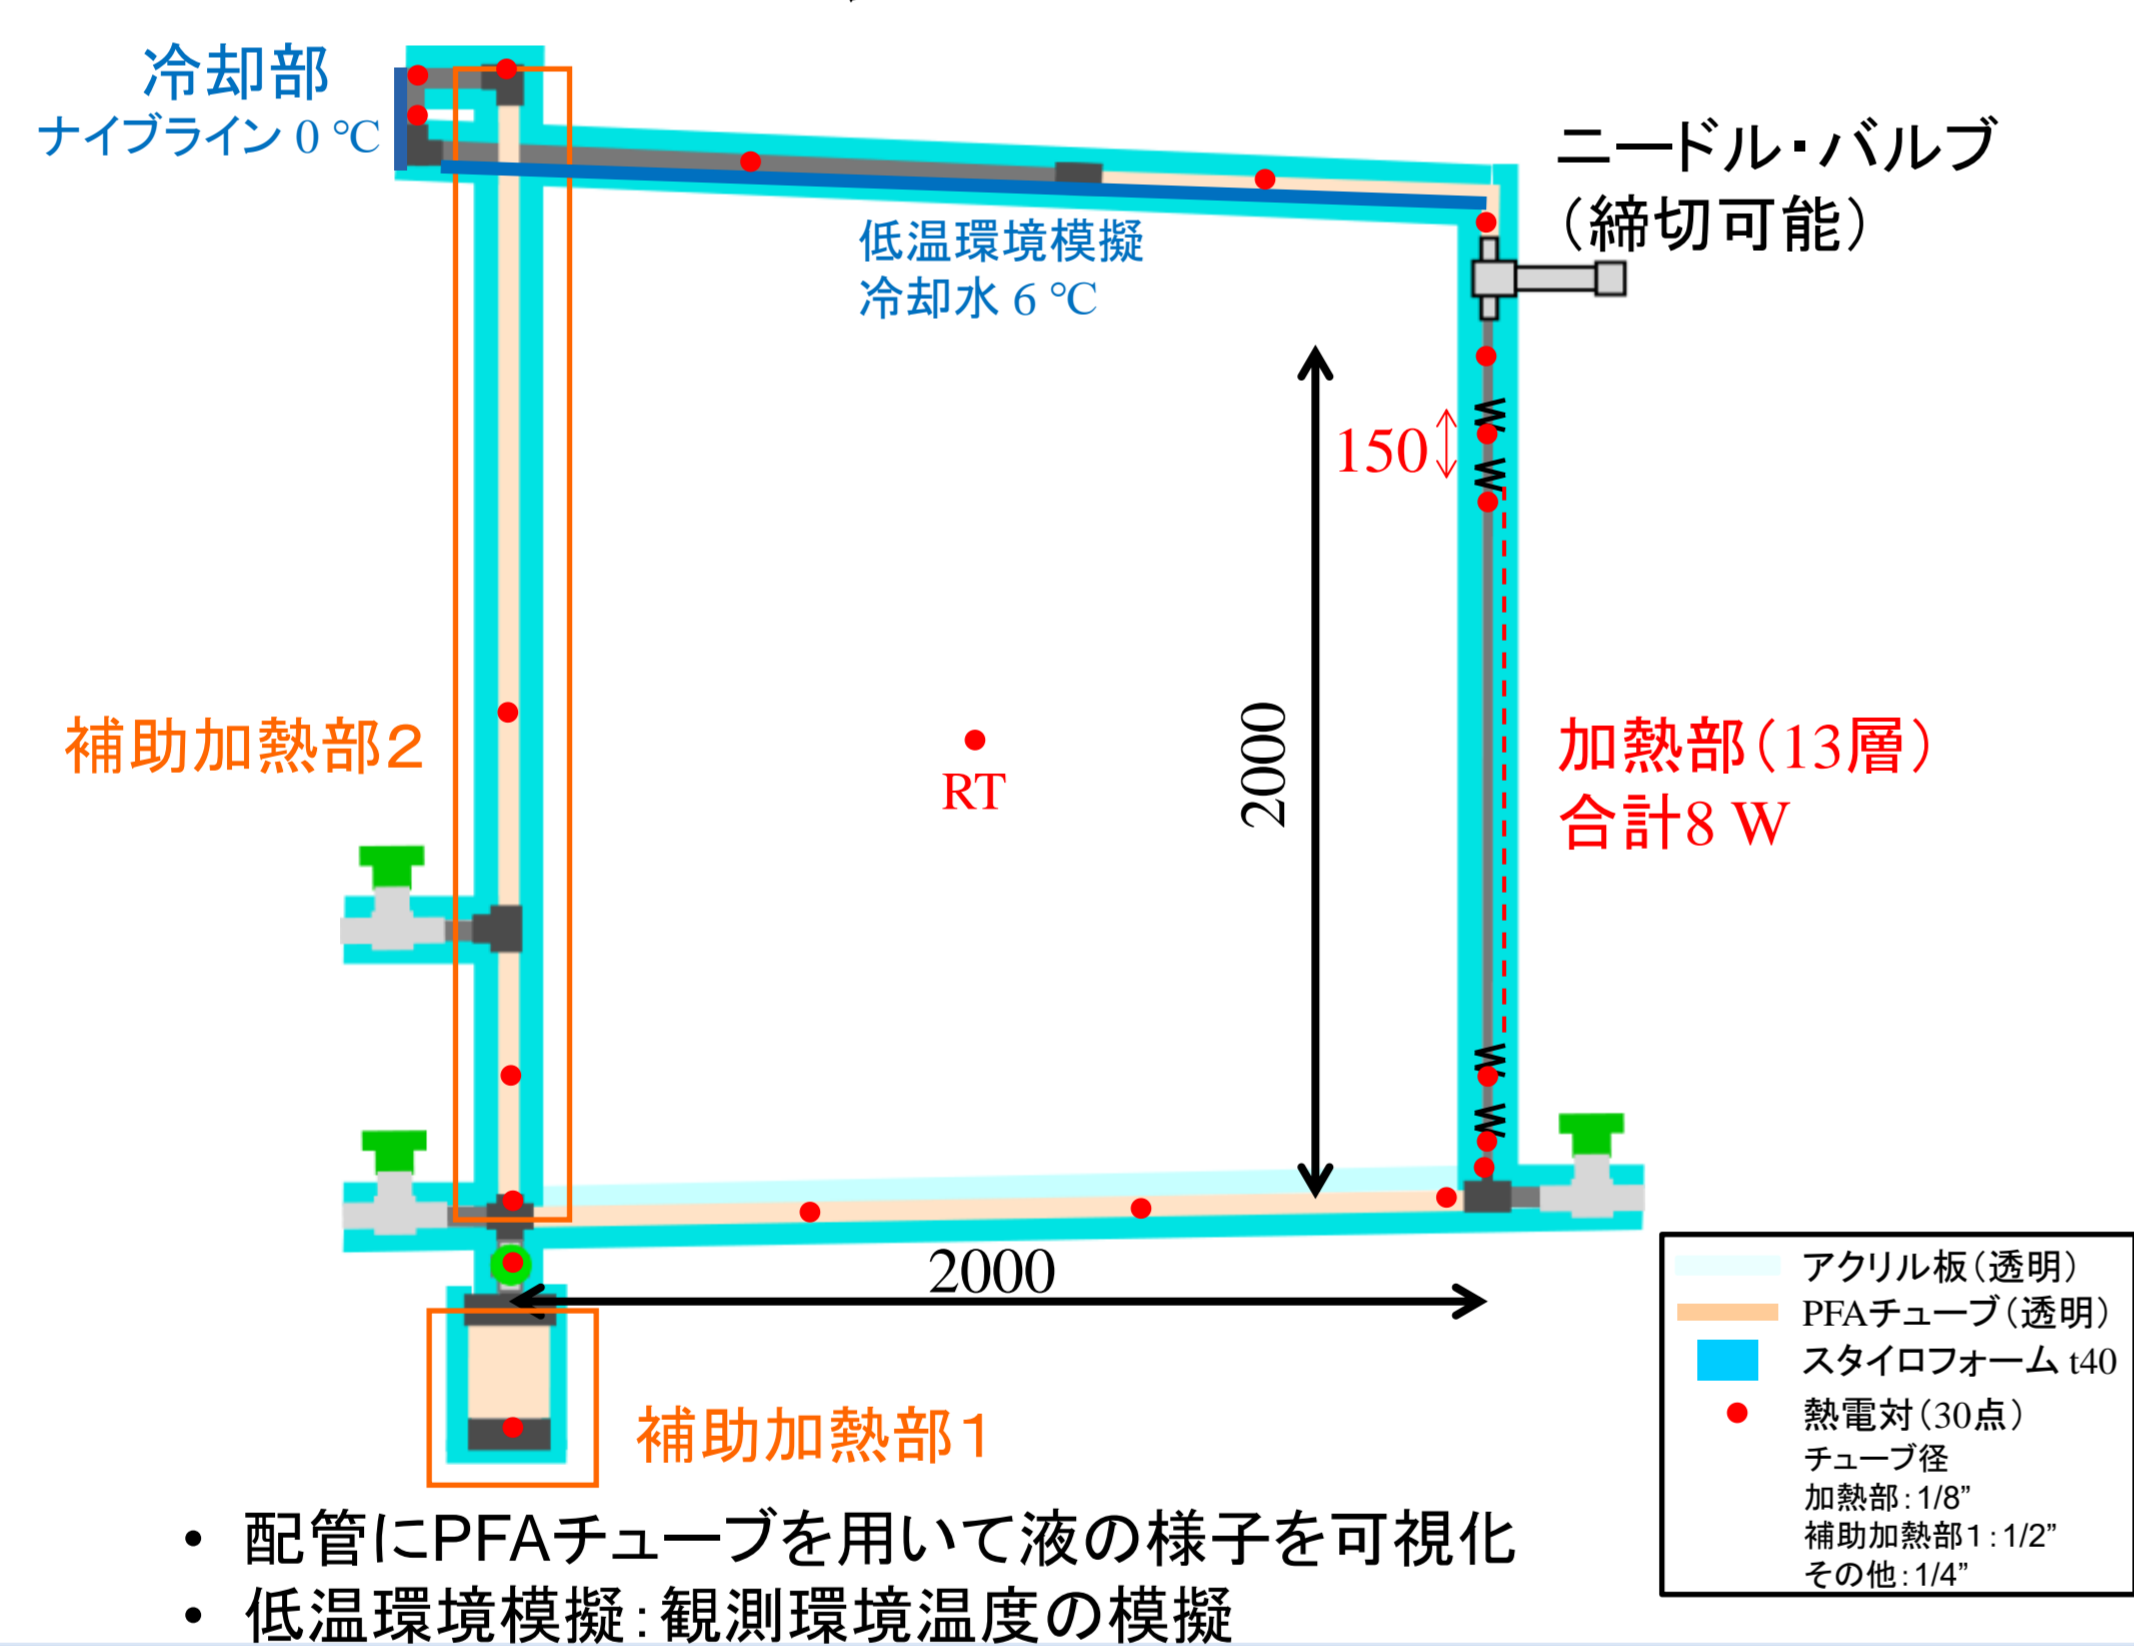 冷却部
ナイブライン 0 ℃
ニードル・バルブ
（締切可能）
低温環境模擬
冷却水 6 ℃
150
補助加熱部2
RT
2000
加熱部（13層）
合計8 W
2000
アクリル板（透明）
PFAチューブ（透明）
スタイロフォーム t40
熱電対（30点）
チューブ径
加熱部：1/8”
補助加熱部１：1/2”
その他：1/4”
補助加熱部1
• 配管にPFAチューブを用いて液の様子を可視化
• 低温環境模擬：観測環境温度の模擬